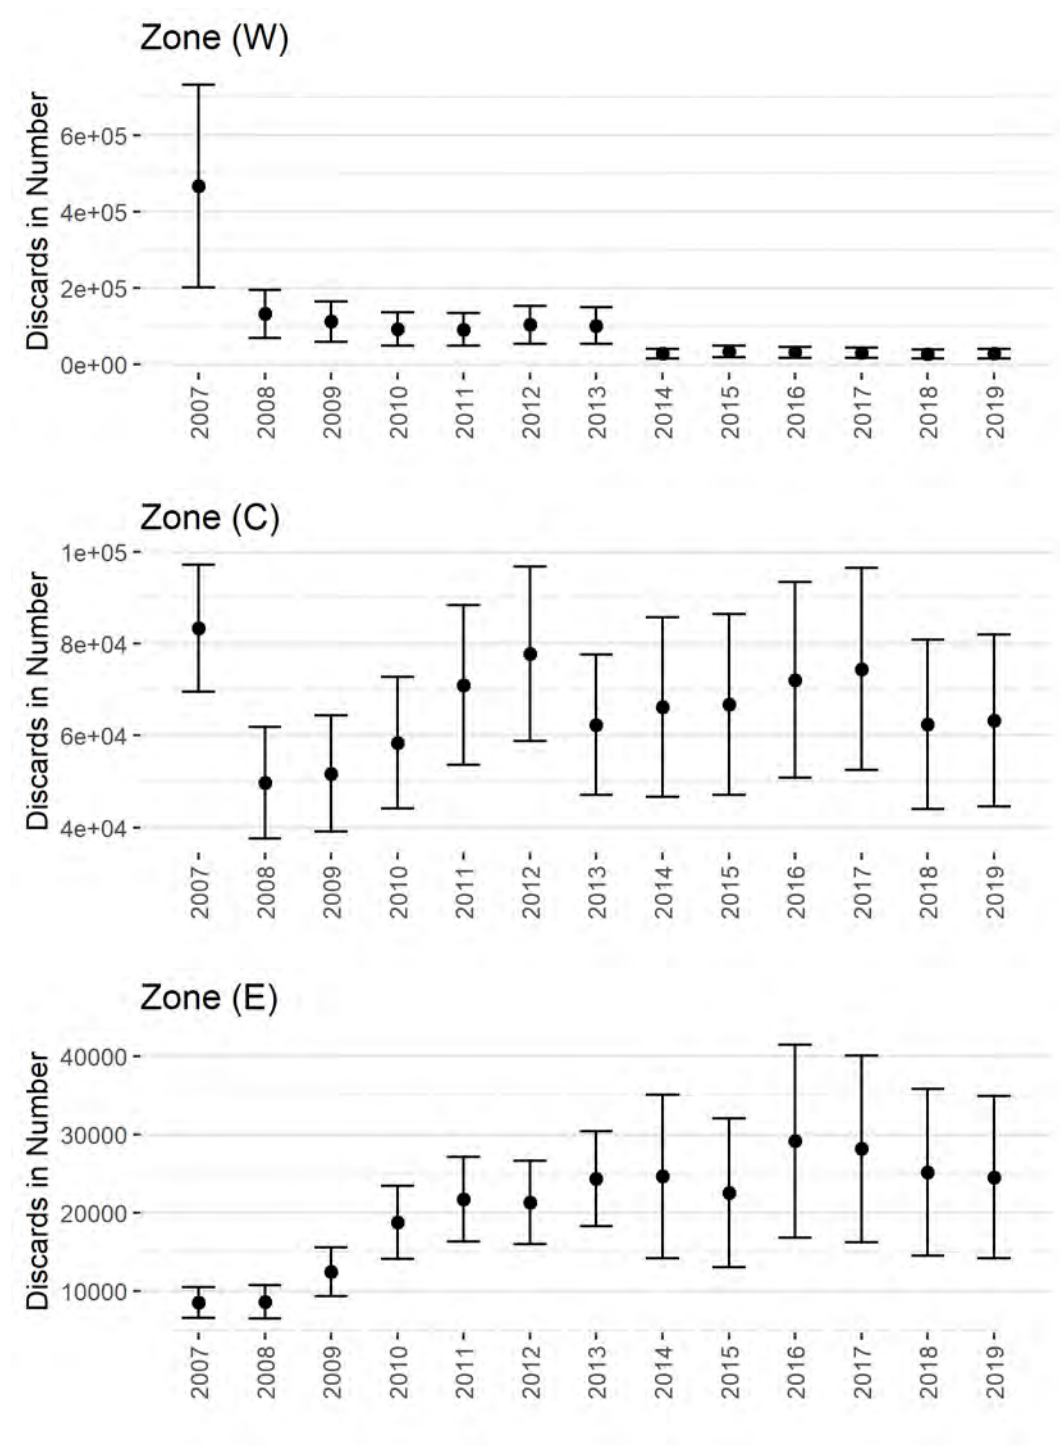 Zone (W)
Discards in Number
6e+05
4e+05
2e+05
0e+00
2007 2008 2009 2010 2011 2012 2013 2014 2015 2016 2017 2018 2019
Zone (C)
Discards in Number
1e+05
8e+04
6e+04
4e+04
2007 2008 2009 2010 2011 2012 2013 2014 2015 2016 2017 2018 2019
Zone (E)
Discards in Number
40000
30000
20000
10000
2007 2008 2009 2010 2011 2012 2013 2014 2015 2016 2017 2018 2019